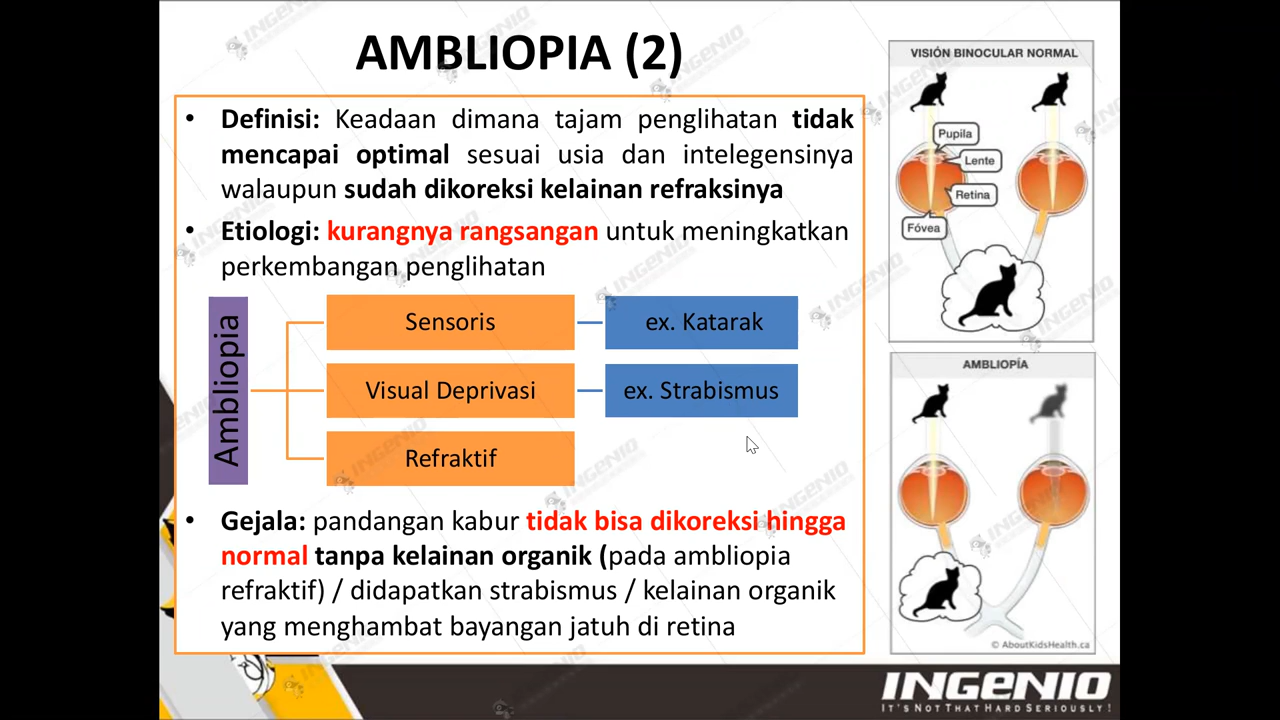 AMBLIOPIA (2)
• Definisi: Keadaan dimana tajam penglihatan tidak
mencapai optimal sesuai usia dan intelegensinya
walaupun sudah dikoreksi kelainan refraksinya
• Etiologi: kurangnya rangsangan untuk meningkatkan
perkembangan penglihatan
Ambliopia
Sensoris
ex. Katarak
Visual Deprivasi
ex. Strabismus
Refraktif
• Gejala: pandangan kabur tidak bisa dikoreksi hingga
normal tanpa kelainan organik (pada ambliopia
refraktif) / didapatkan strabismus / kelainan organik
yang menghambat bayangan jatuh di retina
VISIÓN BINOCULAR NORMAL
Pupila
Lente
Retina
Fóvea
AMBLIOPÍA
© AboutKidsHealth.ca
INGENIO
IT'S NOT THAT HARD SERIOUSLY!